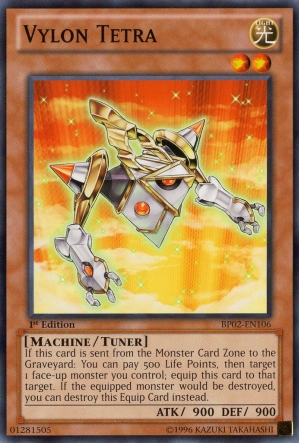 VYLON TETRA
LIGHT
光
1st Edition
BP02-EN106
[MACHINE / TUNER]
If this card is sent from the Monster Card Zone to the
Graveyard: You can pay 500 Life Points, then target
1 face-up monster you control; equip this card to
that target. If the equipped monster would be destroyed,
you can destroy this Equip Card instead.
ATK/ 900 DEF/ 900
01281505
©1996 KAZUKI TAKAHASHI